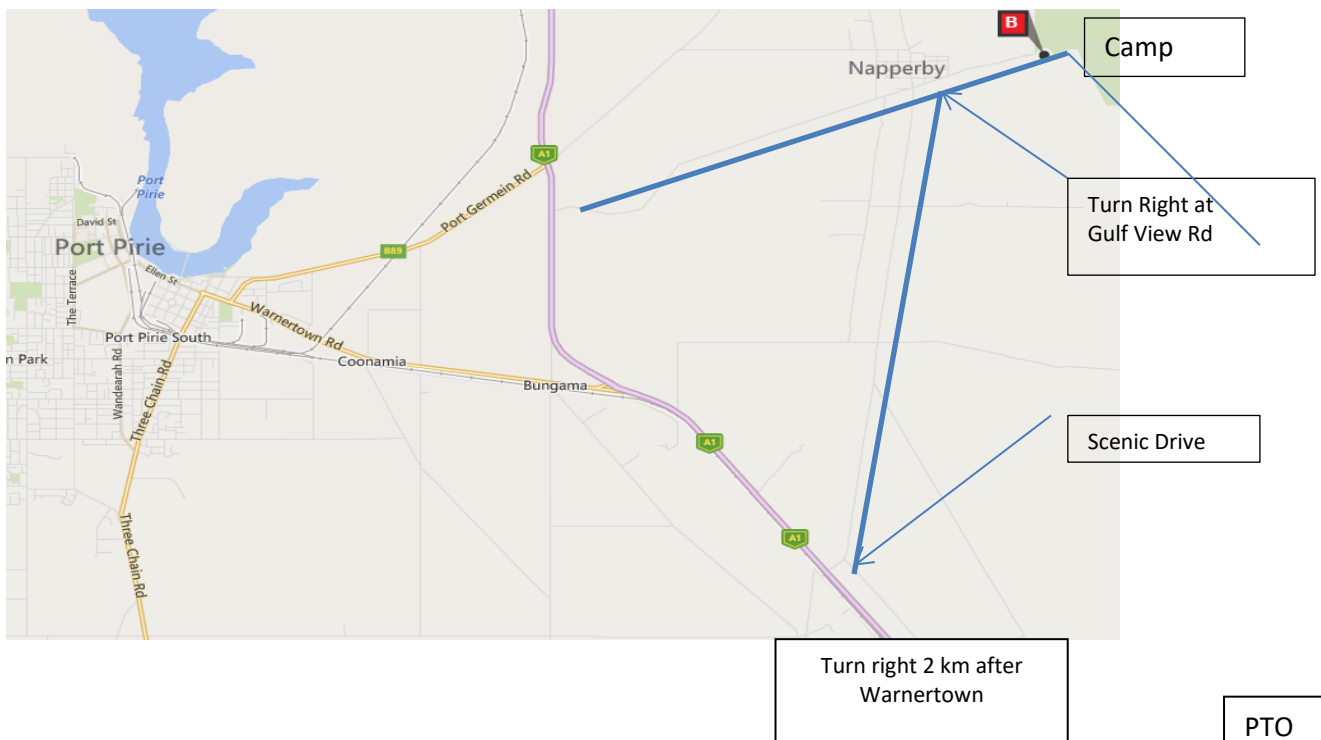 B
Camp
Napperby
A1
Port Germein Rd
Port
Pirie
David St
Port Pirie
B89
Turn Right at
Gulf View Rd
Ellen St
The Terrace
Warnertown Rd
Port Pirie South
n Park
Wandearah Rd
Coonamia
Three Chain Rd
Bungama
A1
Scenic Drive
A1
Three Chain Rd
Turn right 2 km after
Warnertown
PTO